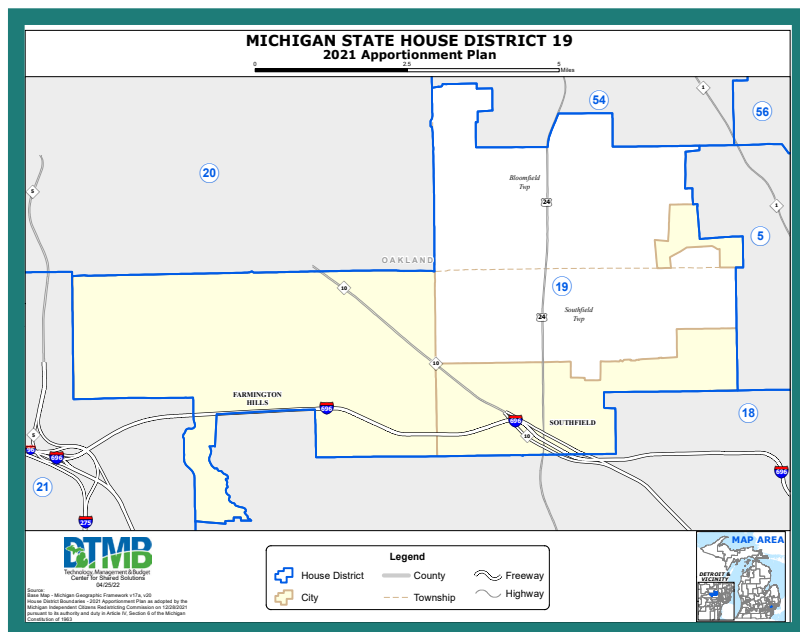 MICHIGAN STATE HOUSE DISTRICT 19
2021 Apportionment Plan
0 2.5 5
Miles
54
56
1
20
5
Bloomfield
Twp
24
1
5
OAKLAND
10
19
24
Southfield
Twp
10
FARMINGTON
HILLS
696
696
SOUTHFIELD
18
5
10
96
696
696
21
275
DTMB
Technology, Management & Budget
Center for Shared Solutions
04/25/22
Source:
Base Map - Michigan Geographic Framework v17a, v20
House District Boundaries - 2021 Apportionment Plan as adopted by the
Michigan Independent Citizens Redistricting Commission on 12/28/2021
pursuant to its authority and duty in Article IV, Section 6 of the Michigan
Constitution of 1963
Legend
House District
County
Freeway
City
Township
Highway
MAP AREA
DETROIT &
VICINITY